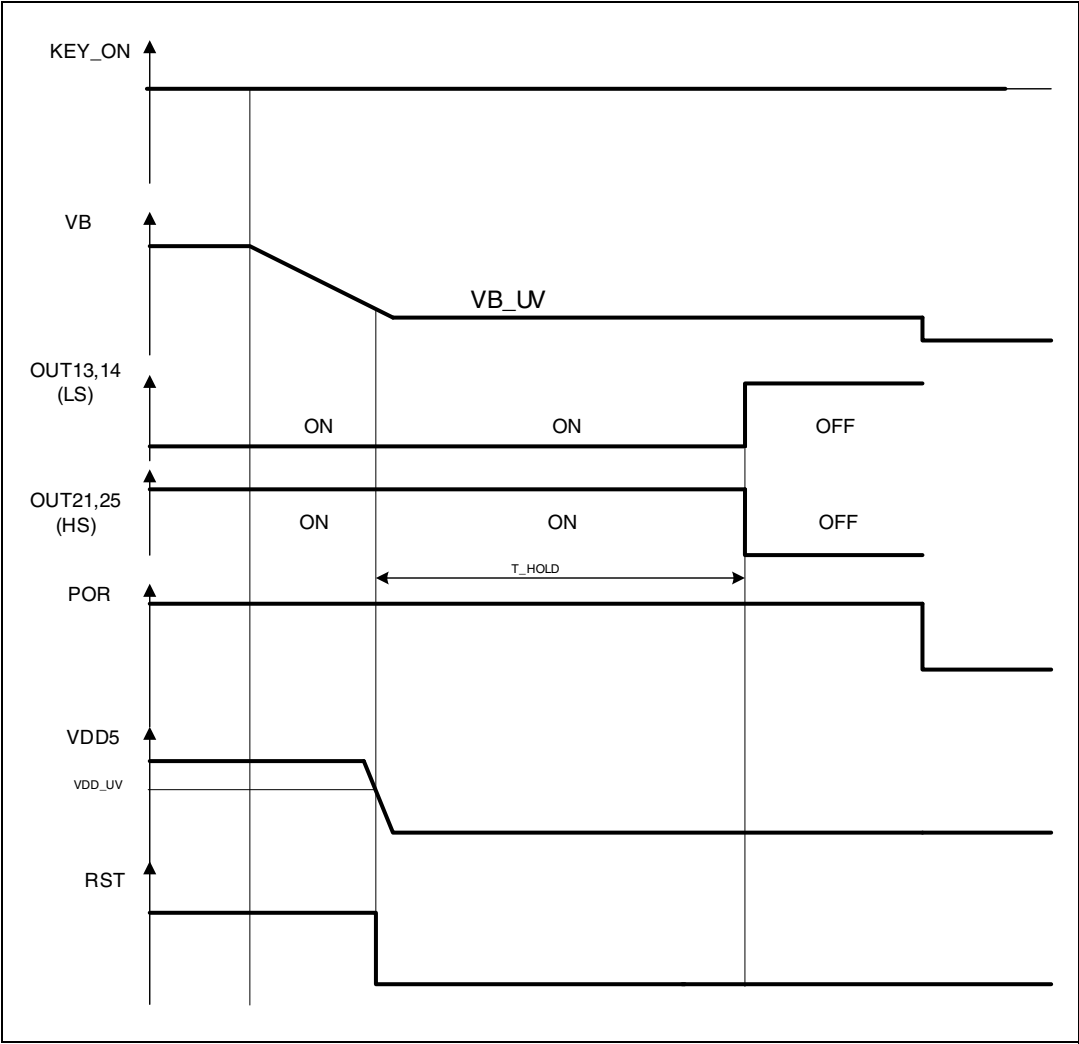 KEY_ON
VB
VB_UV
OUT13,14
(LS)
ON
ON
OFF
OUT21,25
(HS)
ON
ON
OFF
T_HOLD
POR
VDD5
VDD_UV
RST